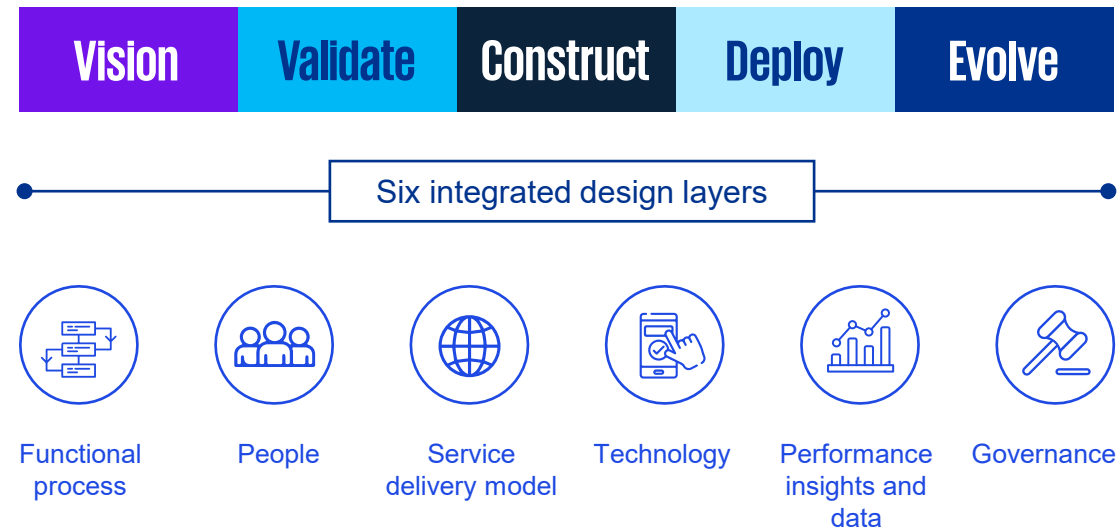 Vision
Validate
Construct
Deploy
Evolve
Six integrated design layers
Functional
process
People
Service
delivery model
Technology
Performance
insights and
data
Governance